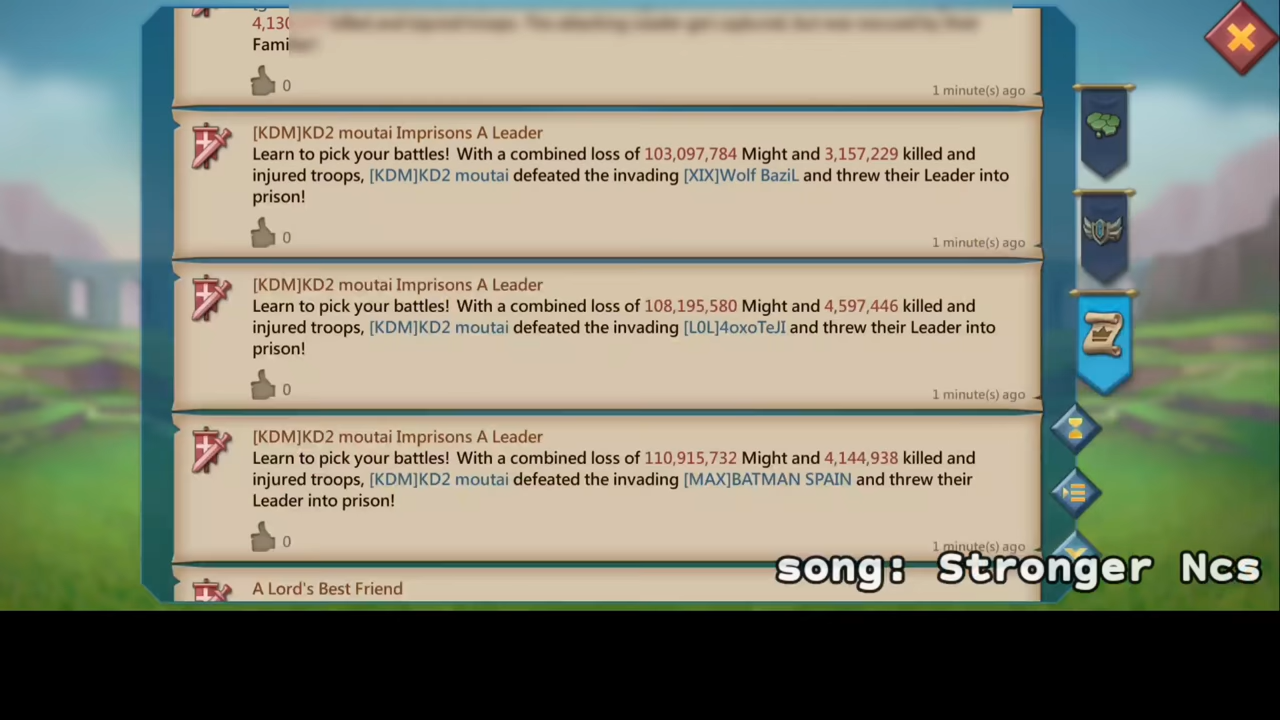 4,130
Fami
0
1 minute(s) ago
[KDM]KD2 moutai Imprisons A Leader
Learn to pick your battles! With a combined loss of 103,097,784 Might and 3,157,229 killed and
injured troops, [KDM]KD2 moutai defeated the invading [XIX]Wolf BaziL and threw their Leader into
prison!
0
1 minute(s) ago
[KDM]KD2 moutai Imprisons A Leader
Learn to pick your battles! With a combined loss of 108,195,580 Might and 4,597,446 killed and
injured troops, [KDM]KD2 moutai defeated the invading [L0L]4oxoTeJI and threw their Leader into
prison!
0
1 minute(s) ago
[KDM]KD2 moutai Imprisons A Leader
Learn to pick your battles! With a combined loss of 110,915,732 Might and 4,144,938 killed and
injured troops, [KDM]KD2 moutai defeated the invading [MAX]BATMAN SPAIN and threw their
Leader into prison!
0
1 minute(s) ago
song: Stronger Ncs
A Lord's Best Friend